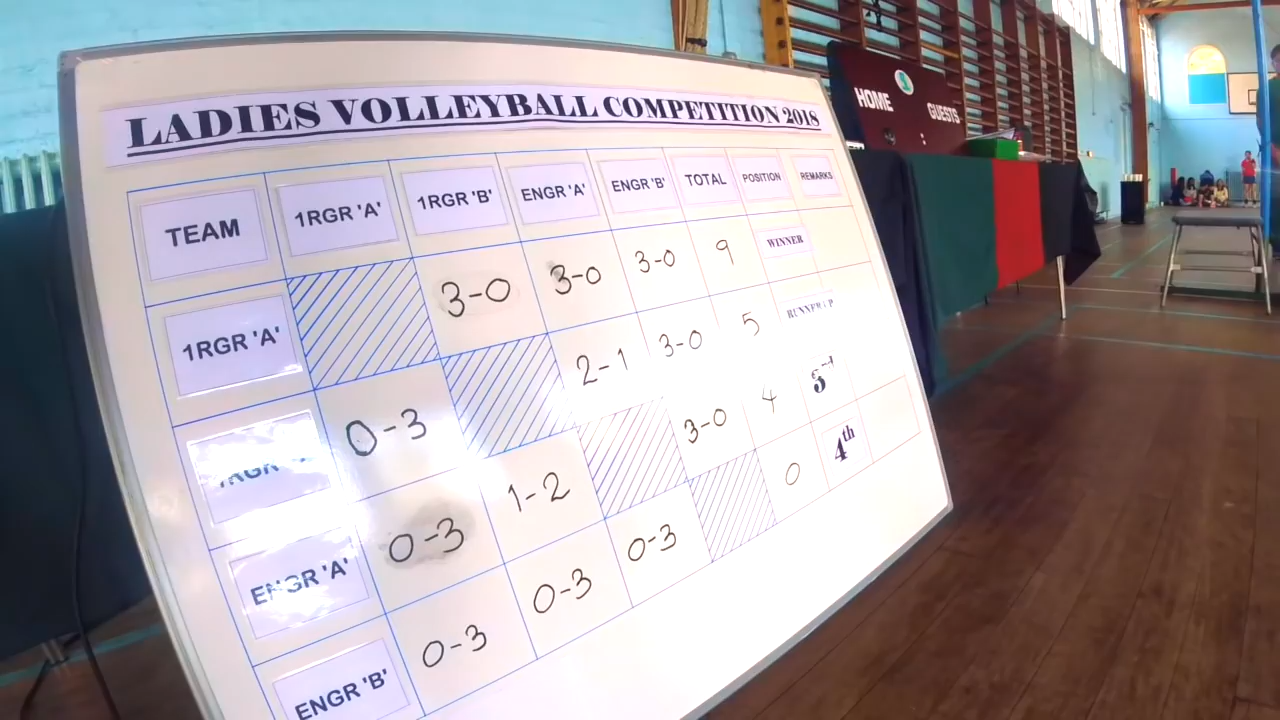 LADIES VOLLEYBALL COMPETITION 2018
TEAM 1RGR 'A' 1RGR 'B' ENGR 'A' ENGR 'B' TOTAL POSITION REMARKS
1RGR 'A' 3-0 3-0 3-0 9 WINNER
0-3 2-1 3-0 5
ENGR 'A' 0-3 1-2 3-0 4 3rd
ENGR 'B' 0-3 0-3 0-3 0 4th
HOME GUESTS